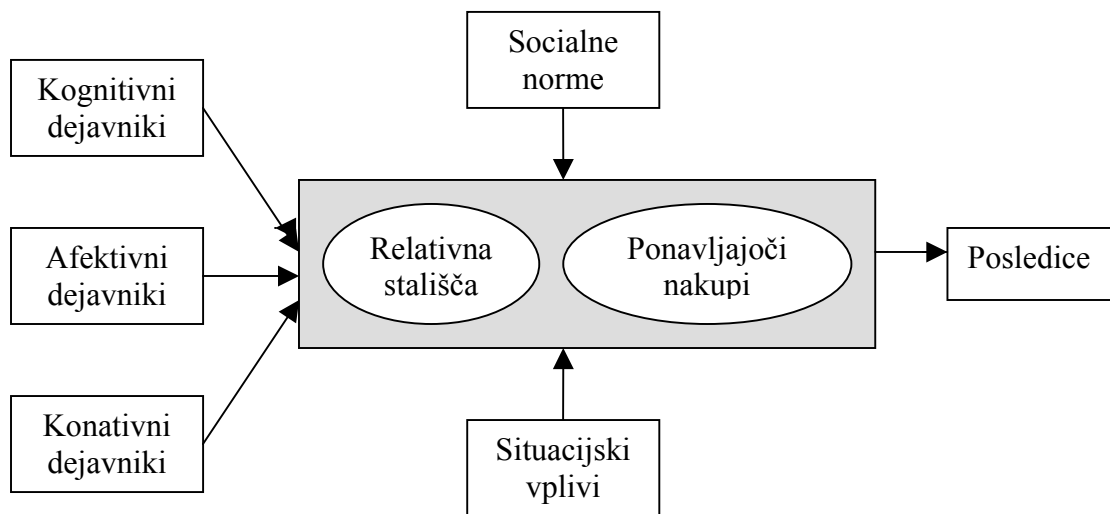 Socialne
norme
Kognitivni
dejavniki
Afektivni
dejavniki
Relativna
stališča
Ponavljajoči
nakupi
Posledice
Konativni
dejavniki
Situacijski
vplivi